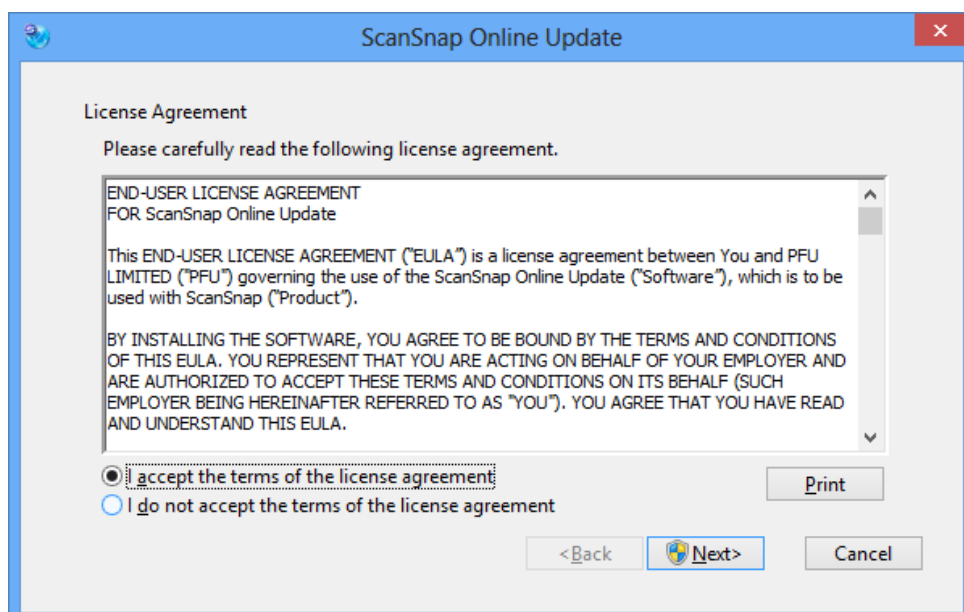 ScanSnap Online Update
License Agreement
Please carefully read the following license agreement.
END-USER LICENSE AGREEMENT
FOR ScanSnap Online Update
This END-USER LICENSE AGREEMENT ("EULA") is a license agreement between You and PFU
LIMITED ("PFU") governing the use of the ScanSnap Online Update ("Software"), which is to be
used with ScanSnap ("Product").
BY INSTALLING THE SOFTWARE, YOU AGREE TO BE BOUND BY THE TERMS AND CONDITIONS
OF THIS EULA. YOU REPRESENT THAT YOU ARE ACTING ON BEHALF OF YOUR EMPLOYER AND
ARE AUTHORIZED TO ACCEPT THESE TERMS AND CONDITIONS ON ITS BEHALF (SUCH
EMPLOYER BEING HEREINAFTER REFERRED TO AS "YOU"). YOU AGREE THAT YOU HAVE READ
AND UNDERSTAND THIS EULA.
I accept the terms of the license agreement
Print
I do not accept the terms of the license agreement
<Back
Next>
Cancel